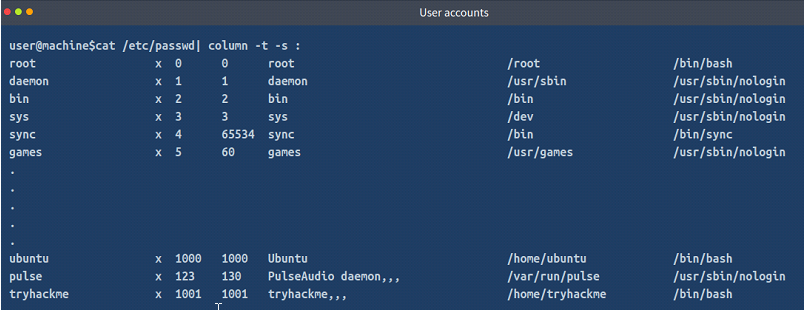 User accounts
user@machine$cat /etc/passwd| column -t -s :
root x 0 0 root /root /bin/bash
daemon x 1 1 daemon /usr/sbin /usr/sbin/nologin
bin x 2 2 bin /bin /usr/sbin/nologin
sys x 3 3 sys /dev /usr/sbin/nologin
sync x 4 65534 sync /bin /bin/sync
games x 5 60 games /usr/games /usr/sbin/nologin
.
.
.
.
.
ubuntu x 1000 1000 Ubuntu /home/ubuntu /bin/bash
pulse x 123 130 PulseAudio daemon,,, /var/run/pulse /usr/sbin/nologin
tryhackme x 1001 1001 tryhackme,,, /home/tryhackme /bin/bash